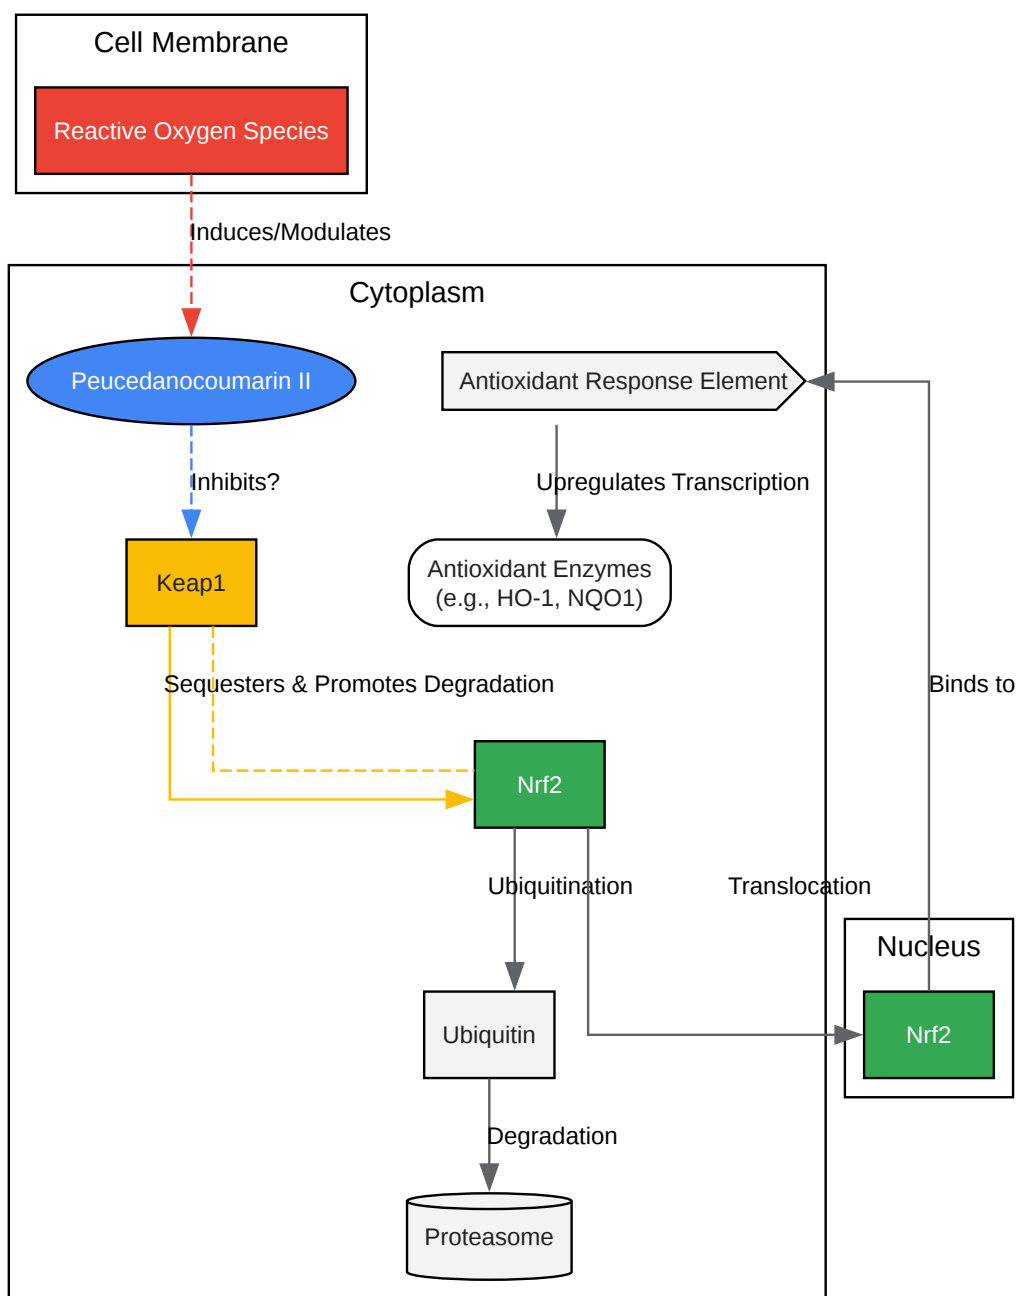 Cell Membrane
Reactive Oxygen Species
Induces/Modulates
Cytoplasm
Peucedanocoumarin II
Antioxidant Response Element
Inhibits?
Upregulates Transcription
Keap1
Antioxidant Enzymes
(e.g., HO-1, NQO1)
Sequesters & Promotes Degradation
Binds to
Nrf2
Ubiquitination
Translocation
Nucleus
Ubiquitin
Nrf2
Degradation
Proteasome